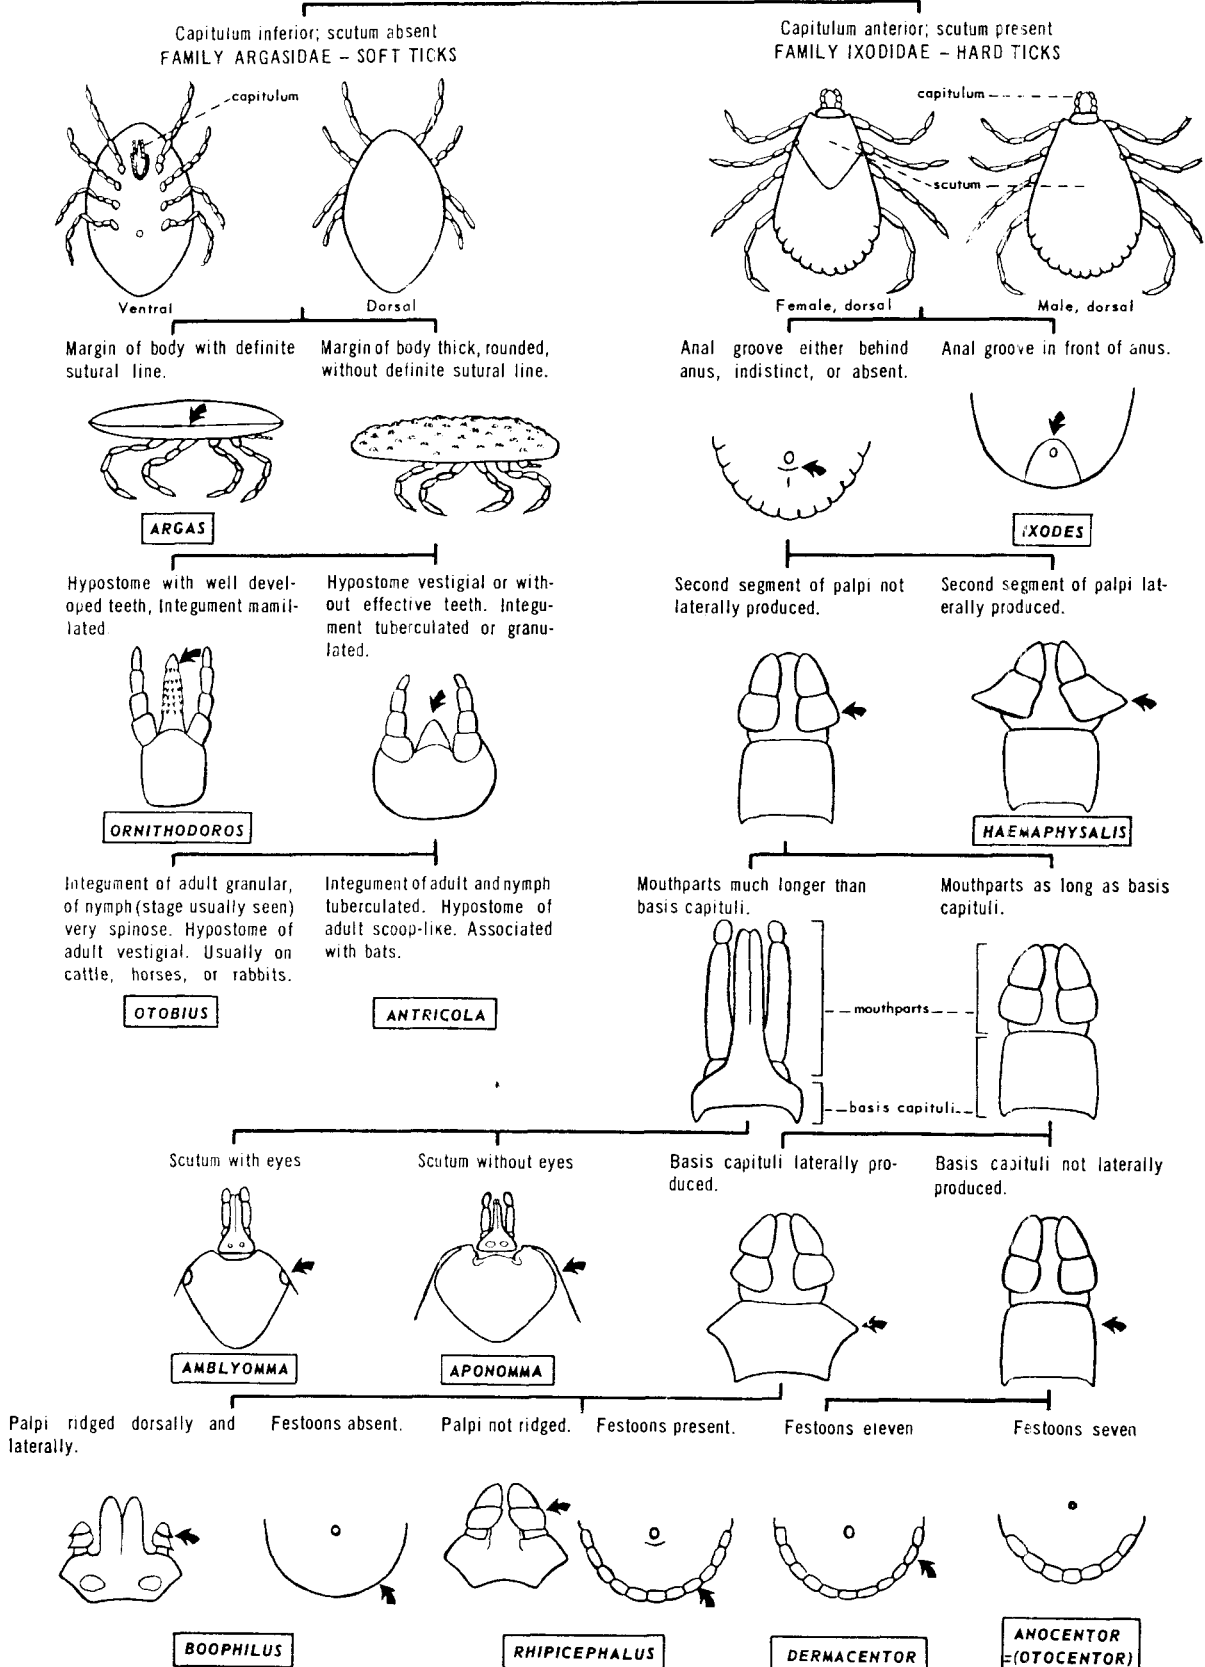 Capitulum inferior; scutum absent
FAMILY ARGASIDAE – SOFT TICKS
Capitulum anterior; scutum present
FAMILY IXODIDAE – HARD TICKS
capitulum
capitulum
scutum
Ventral
Dorsal
Female, dorsal
Male, dorsal
Margin of body with definite
sutural line.
Margin of body thick, rounded,
without definite sutural line.
Anal groove either behind
anus, indistinct, or absent.
Anal groove in front of anus.
ARGAS
IXODES
Hypostome with well devel-
oped teeth, Integument mamil-
lated
Hypostome vestigial or with-
out effective teeth. Integu-
ment tuberculated or granu-
lated.
Second segment of palpi not
laterally produced.
Second segment of palpi lat-
erally produced.
ORNITHODOROS
HAEMAPHYSALIS
Integument of adult granular,
of nymph (stage usually seen)
very spinose. Hypostome of
adult vestigial. Usually on
cattle, horses, or rabbits.
Integument of adult and nymph
tuberculated. Hypostome of
adult scoop-like. Associated
with bats.
Mouthparts much longer than
basis capituli.
Mouthparts as long as basis
capituli.
OTOBIUS
ANTRICOLA
mouthparts
basis capituli
Scutum with eyes
Scutum without eyes
Basis capituli laterally pro-
duced.
Basis capituli not laterally
produced.
AMBLYOMMA
APONOMMA
Palpi ridged dorsally and
laterally.
Festoons absent.
Palpi not ridged.
Festoons present.
Festoons eleven
Festoons seven
BOOPHILUS
RHIPICEPHALUS
DERMACENTOR
ANOCENTOR
=(OTOCENTOR)